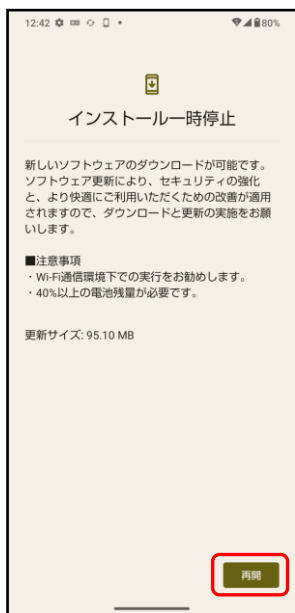 12:42
80%
インストール一時停止
新しいソフトウェアのダウンロードが可能です。
ソフトウェア更新により、セキュリティの強化
と、より快適にご利用いただくための改善が適用
されますので、ダウンロードと更新の実施をお願
いします。
■注意事項
・Wi-Fi通信環境下での実行をお勧めします。
・40%以上の電池残量が必要です。
更新サイズ: 95.10 MB
再開